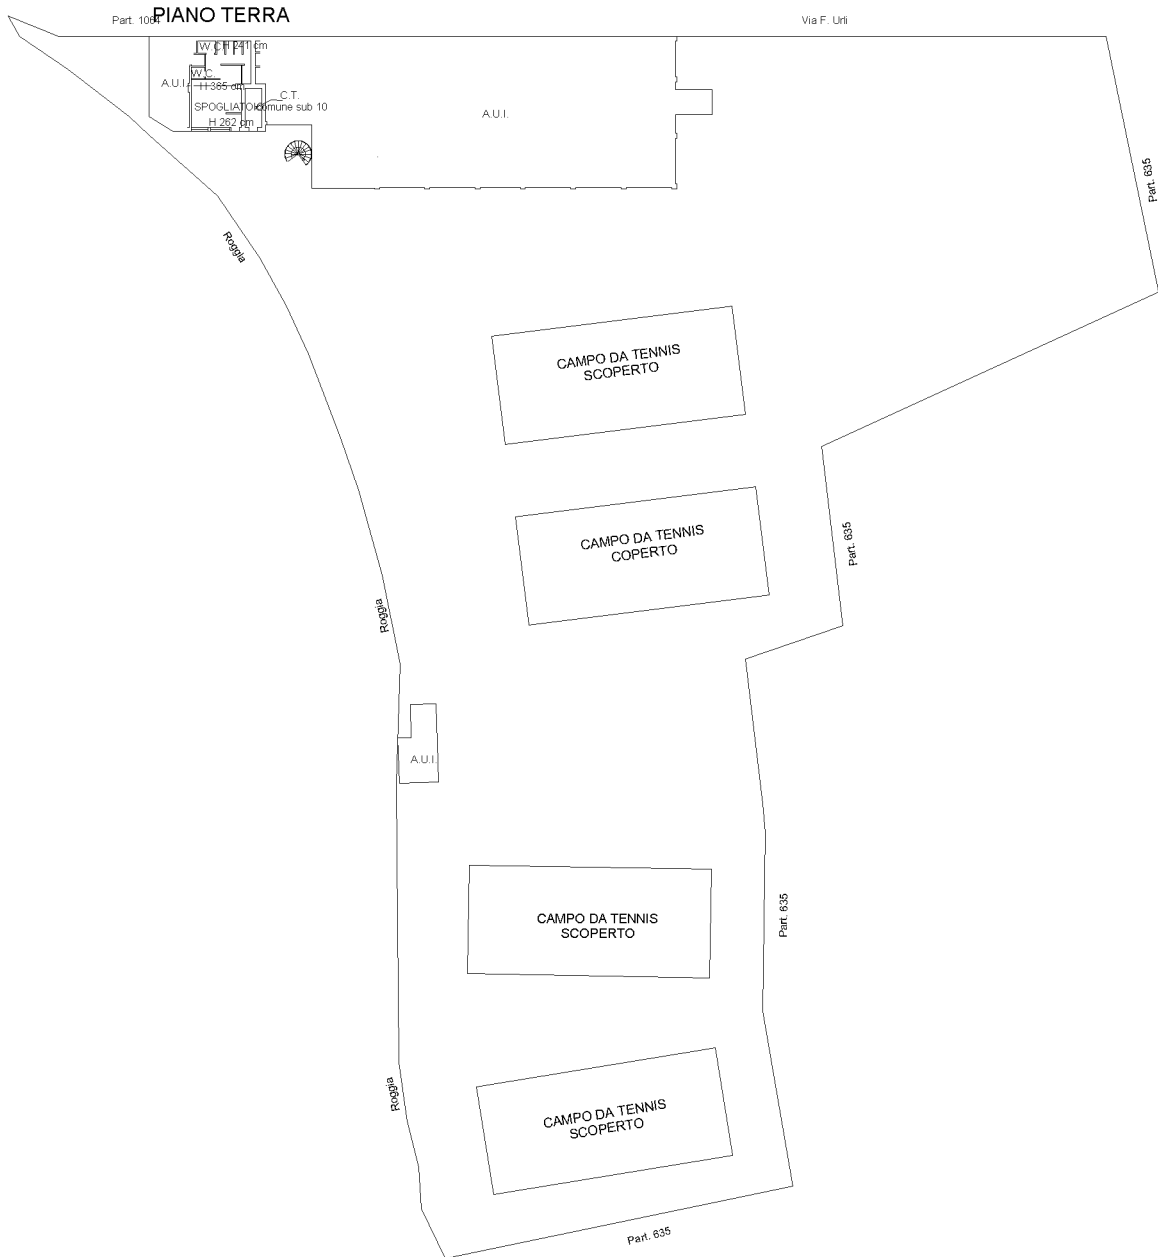 PIANO TERRA
Part. 1064
Via F. Urli
W.C.
H 241 cm
W.C.
A.U.I.
H 365 cm
C.T.
SPOGLIATOI
comune sub 10
A.U.I.
H 262 cm
Part. 635
Roggia
CAMPO DA TENNIS
SCOPERTO
CAMPO DA TENNIS
COPERTO
Part. 635
Roggia
A.U.I.
CAMPO DA TENNIS
SCOPERTO
Part. 635
Roggia
CAMPO DA TENNIS
SCOPERTO
Part. 635